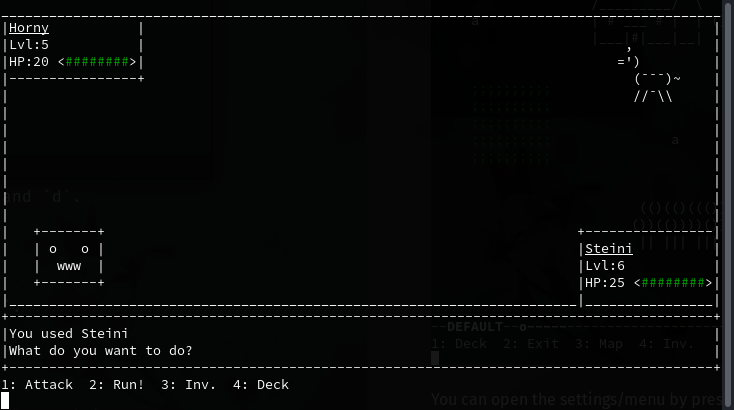 Horny
Lvl:5
HP:20 <########>
=')
(¯¯¯)~
//¯\\
and `d`.
a
o   o
www
Steini
Lvl:6
HP:25 <########>
You used Steini
What do you want to do?
--DEFAULT--o-----
1: Deck  2: Exit  3: Map  4: Inv.
1: Attack  2: Run!  3: Inv.  4: Deck
You can open the settings/menu by pres